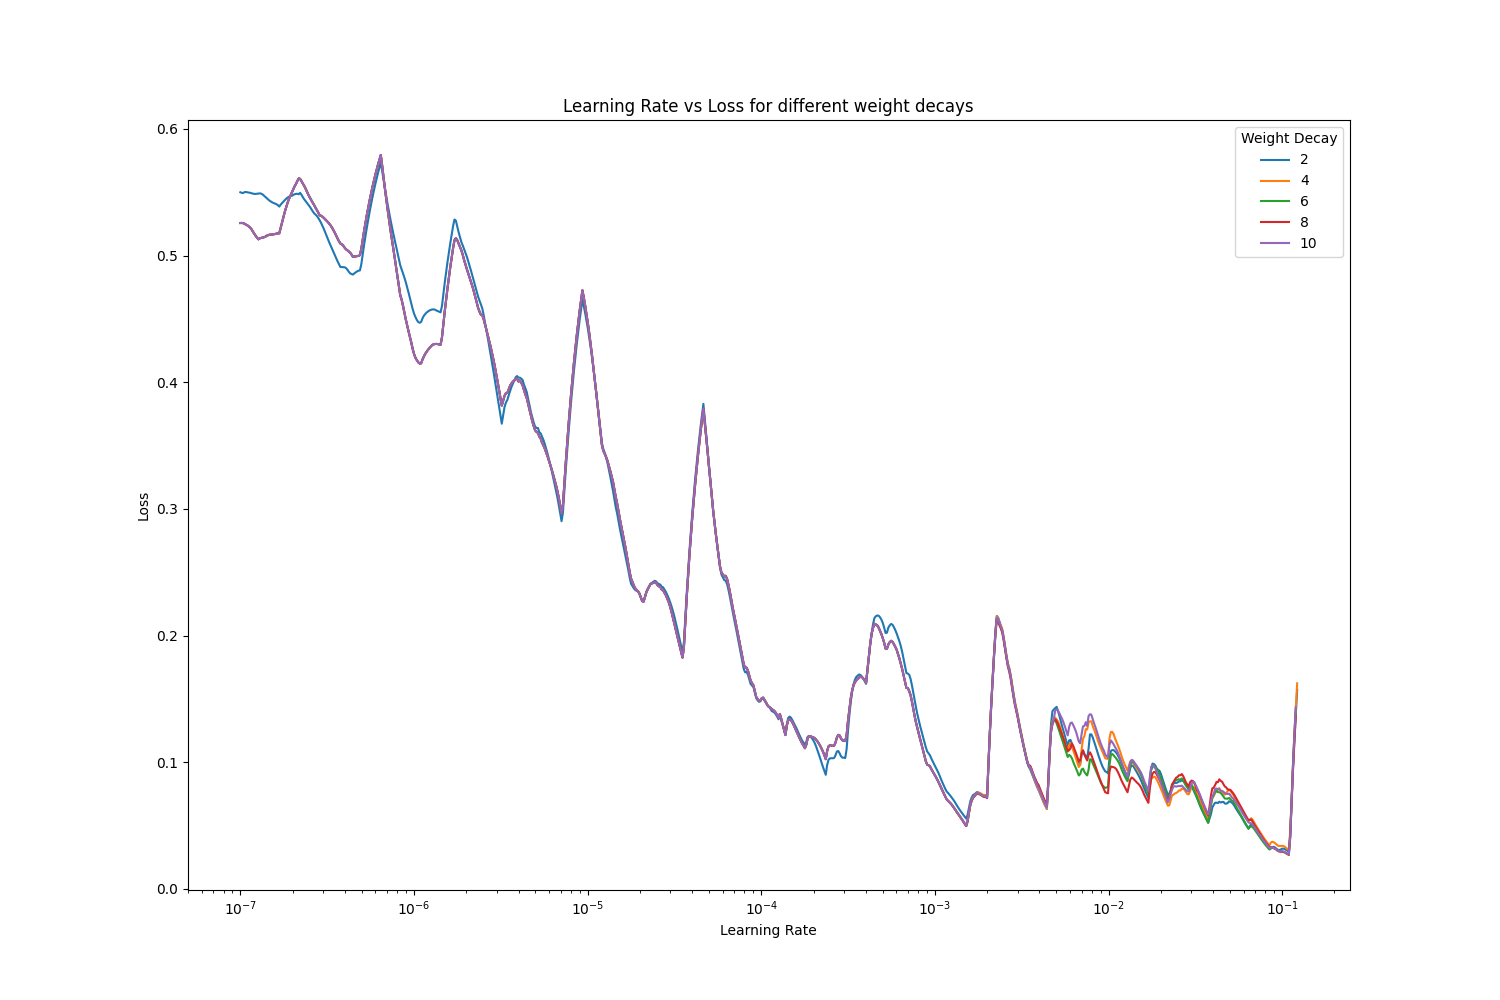 Learning Rate vs Loss for different weight decays
Weight Decay
2
4
6
8
10
Loss
0.6
0.5
0.4
0.3
0.2
0.1
0.0
10⁻⁷ 10⁻⁶ 10⁻⁵ 10⁻⁴ 10⁻³ 10⁻² 10⁻¹
Learning Rate